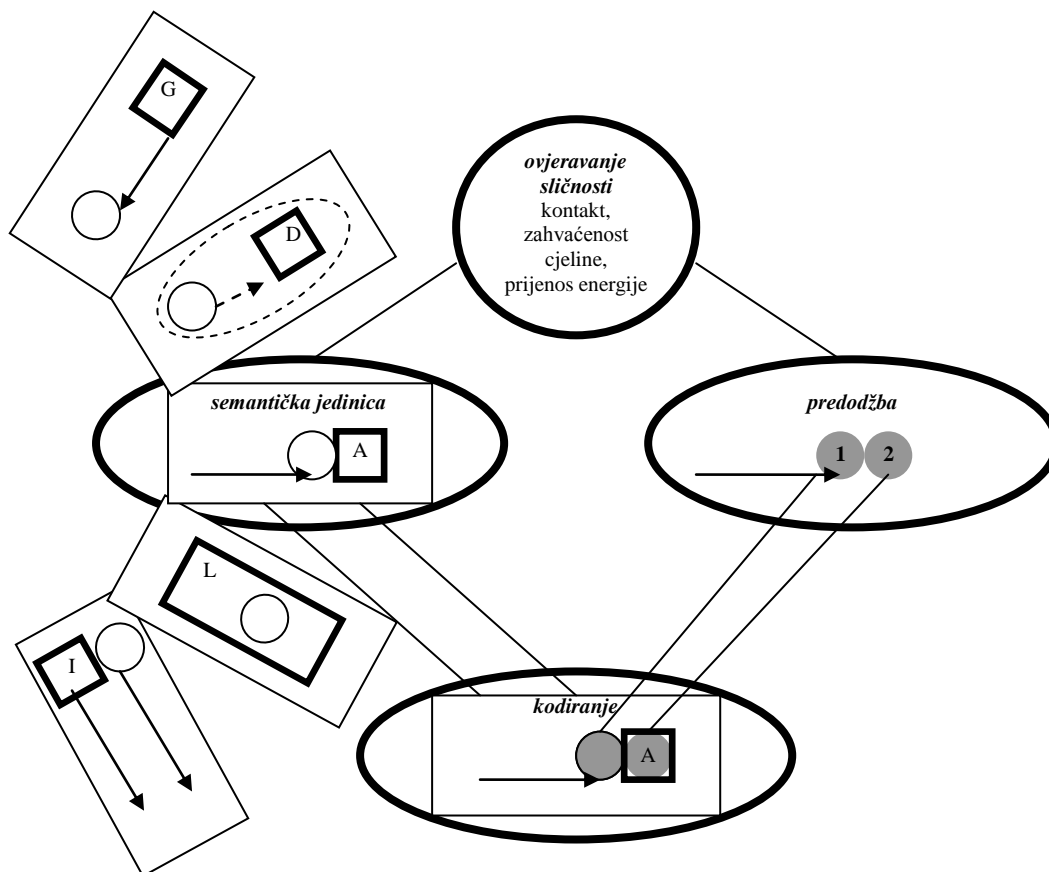 G
ovjeravanje
sličnosti
kontakt,
zahvaćenost
cjeline,
prijenos energije
D
semantička jedinica
A
predodžba
1 2
L
I
kodiranje
A